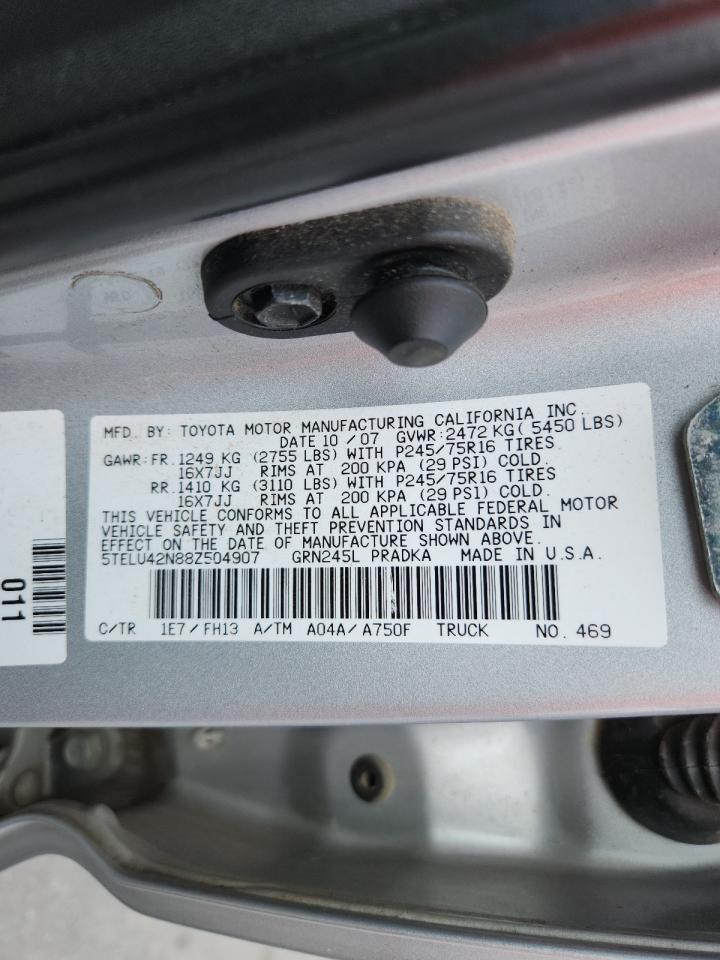 MFD. BY: TOYOTA MOTOR MANUFACTURING CALIFORNIA INC.
DATE 10 / 07 GVWR: 2472 KG ( 5450 LBS)
GAWR: FR. 1249 KG (2755 LBS) WITH P245/75R16 TIRES
16X7JJ RIMS AT 200 KPA (29 PSI) COLD.
RR. 1410 KG (3110 LBS) WITH P245/75R16 TIRES
16X7JJ RIMS AT 200 KPA (29 PSI) COLD.
THIS VEHICLE CONFORMS TO ALL APPLICABLE FEDERAL MOTOR
VEHICLE SAFETY AND THEFT PREVENTION STANDARDS IN
EFFECT ON THE DATE OF MANUFACTURE SHOWN ABOVE.
5TELU42N88Z504907 GRN245L PRADKA MADE IN U.S.A.
C/TR 1E7 / FH13 A/TM A04A/ A750F TRUCK NO. 469
011